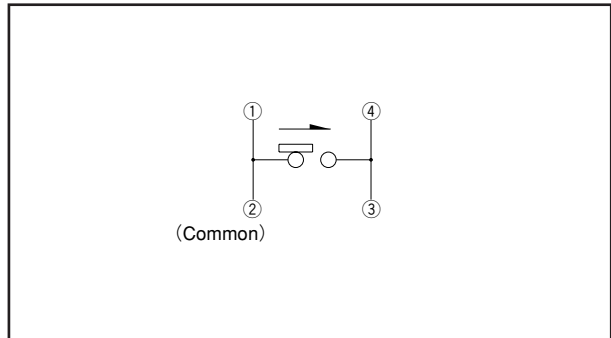 ① ④
② ③
(Common)